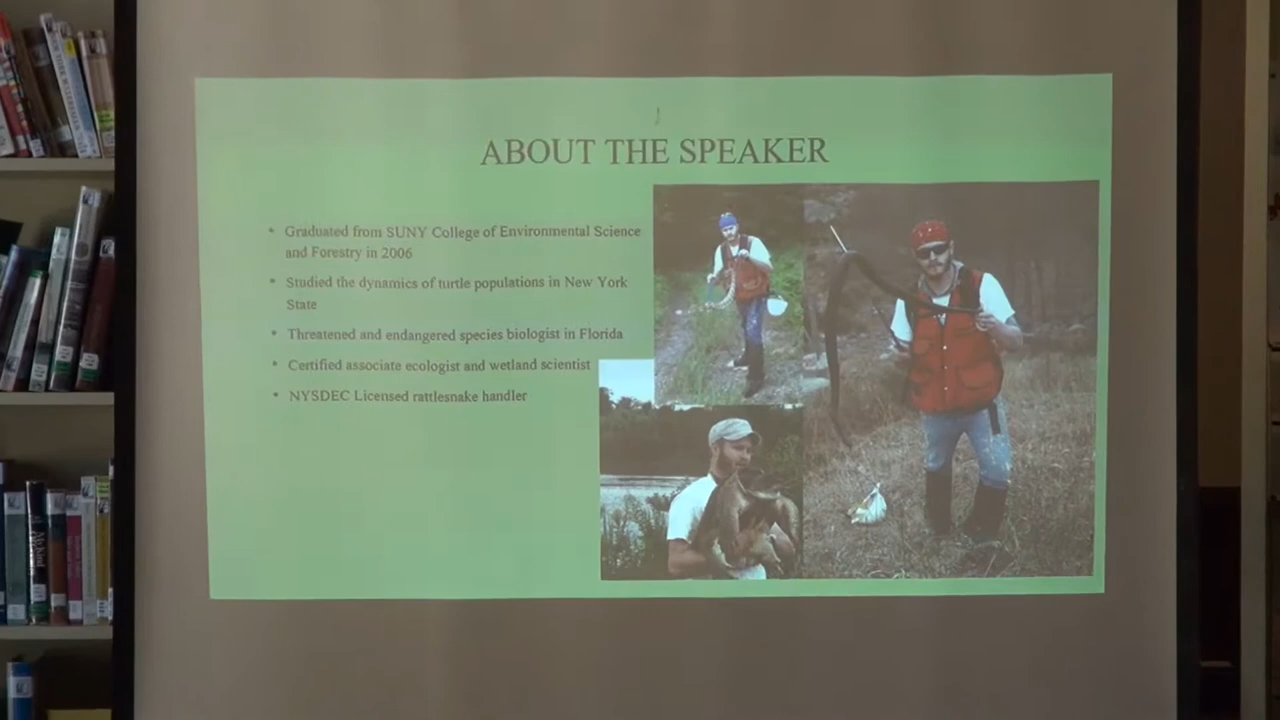 ABOUT THE SPEAKER
• Graduated from SUNY College of Environmental Science
and Forestry in 2006
• Studied the dynamics of turtle populations in New York
State
• Threatened and endangered species biologist in Florida
• Certified associate ecologist and wetland scientist
• NYSDEC Licensed rattlesnake handler